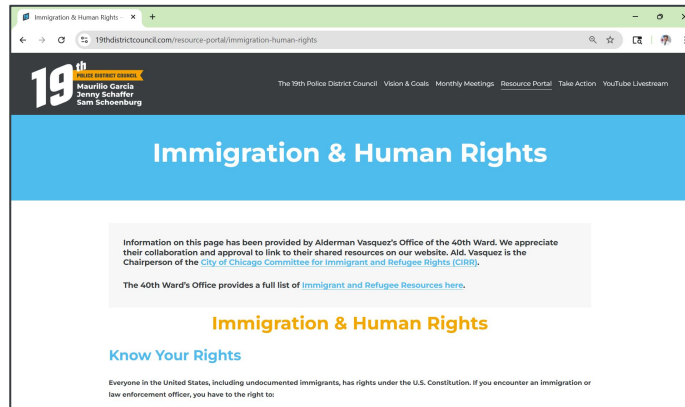 Immigration & Human Rights -
19thdistrictcouncil.com/resource-portal/immigration-human-rights
19th
POLICE DISTRICT COUNCIL
Maurilio Garcia
Jenny Schaffer
Sam Schoenburg
The 19th Police District Council Vision & Goals Monthly Meetings Resource Portal Take Action YouTube Livestream
Immigration & Human Rights
Information on this page has been provided by Alderman Vasquez's Office of the 40th Ward. We appreciate
their collaboration and approval to link to their shared resources on our website. Ald. Vasquez is the
Chairperson of the City of Chicago Committee for Immigrant and Refugee Rights (CIRR).
The 40th Ward's Office provides a full list of Immigrant and Refugee Resources here.
Immigration & Human Rights
Know Your Rights
Everyone in the United States, including undocumented immigrants, has rights under the U.S. Constitution. If you encounter an immigration or
law enforcement officer, you have to the right to: